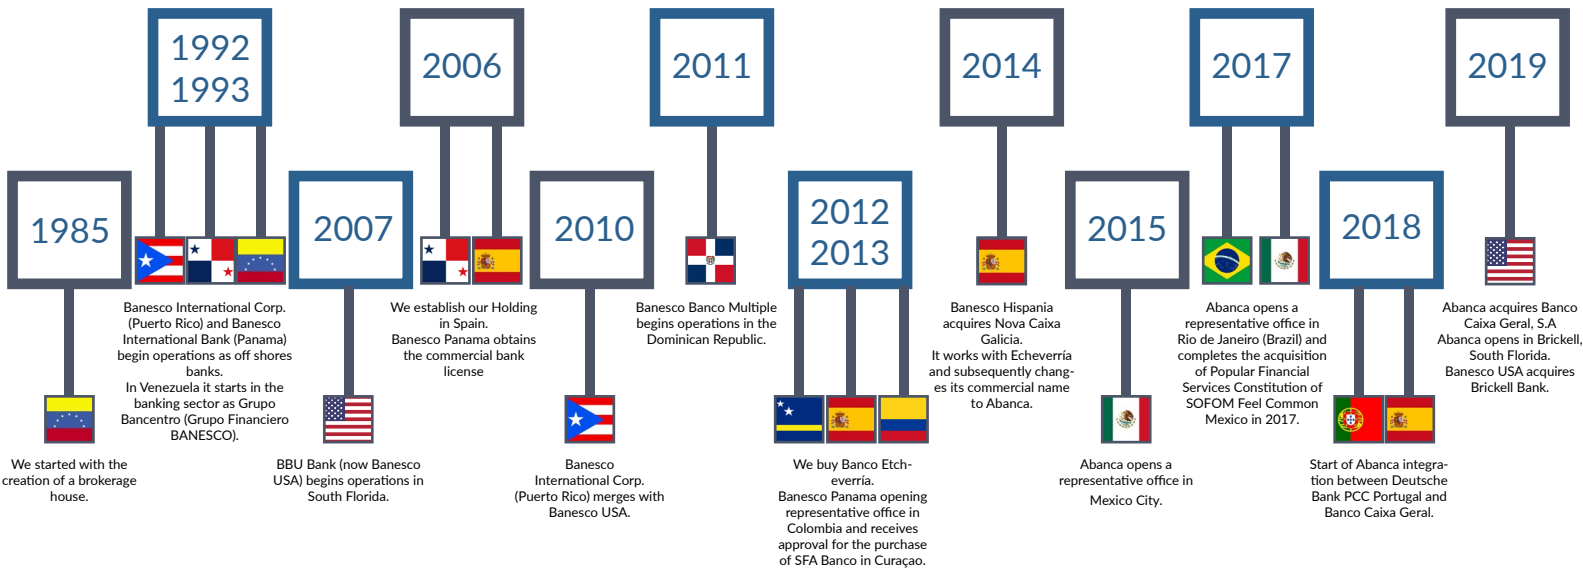 1985
We started with the
creation of a brokerage
house.
1992
1993
Banesco International Corp.
(Puerto Rico) and Banesco
International Bank (Panama)
begin operations as off shores
banks.
In Venezuela it starts in the
banking sector as Grupo
Bancentro (Grupo Financiero
BANESCO).
2007
BBU Bank (now Banesco
USA) begins operations in
South Florida.
2006
We establish our Holding
in Spain.
Banesco Panama obtains
the commercial bank
license
2010
Banesco
International Corp.
(Puerto Rico) merges with
Banesco USA.
2011
Banesco Banco Multiple
begins operations in the
Dominican Republic.
2012
2013
We buy Banco Etch-
everría.
Banesco Panama opening
representative office in
Colombia and receives
approval for the purchase
of SFA Banco in Curaçao.
2014
Banesco Hispania
acquires Nova Caixa
Galicia.
It works with Echeverría
and subsequently chang-
es its commercial name
to Abanca.
2015
Abanca opens a
representative office in
Mexico City.
2017
Abanca opens a
representative office in
Rio de Janeiro (Brazil) and
completes the acquisition
of Popular Financial
Services Constitution of
SOFOM Feel Common
Mexico in 2017.
2018
Start of Abanca integra-
tion between Deutsche
Bank PCC Portugal and
Banco Caixa Geral.
2019
Abanca acquires Banco
Caixa Geral, S.A
Abanca opens in Brickell,
South Florida.
Banesco USA acquires
Brickell Bank.